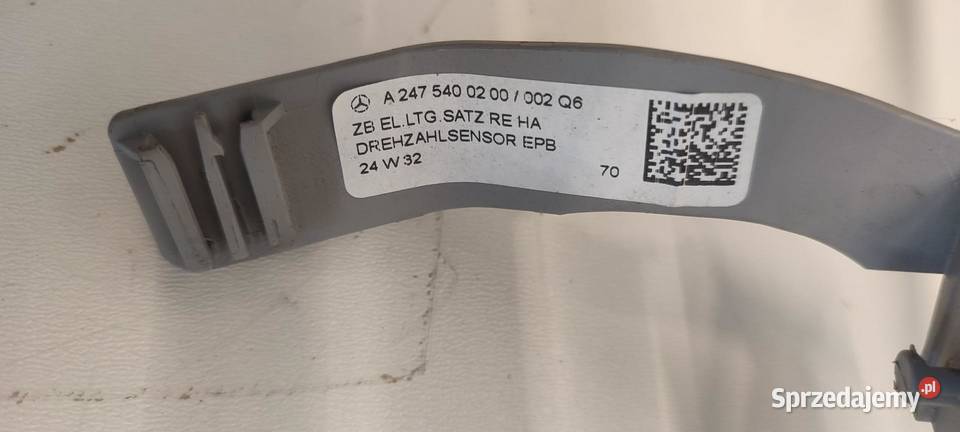 A 247 540 02 00 / 002 Q6
ZB EL.LTG.SATZ RE HA
DREHZAHLSENSOR EPB
24 W 32
70
Sprzedajemy.pl